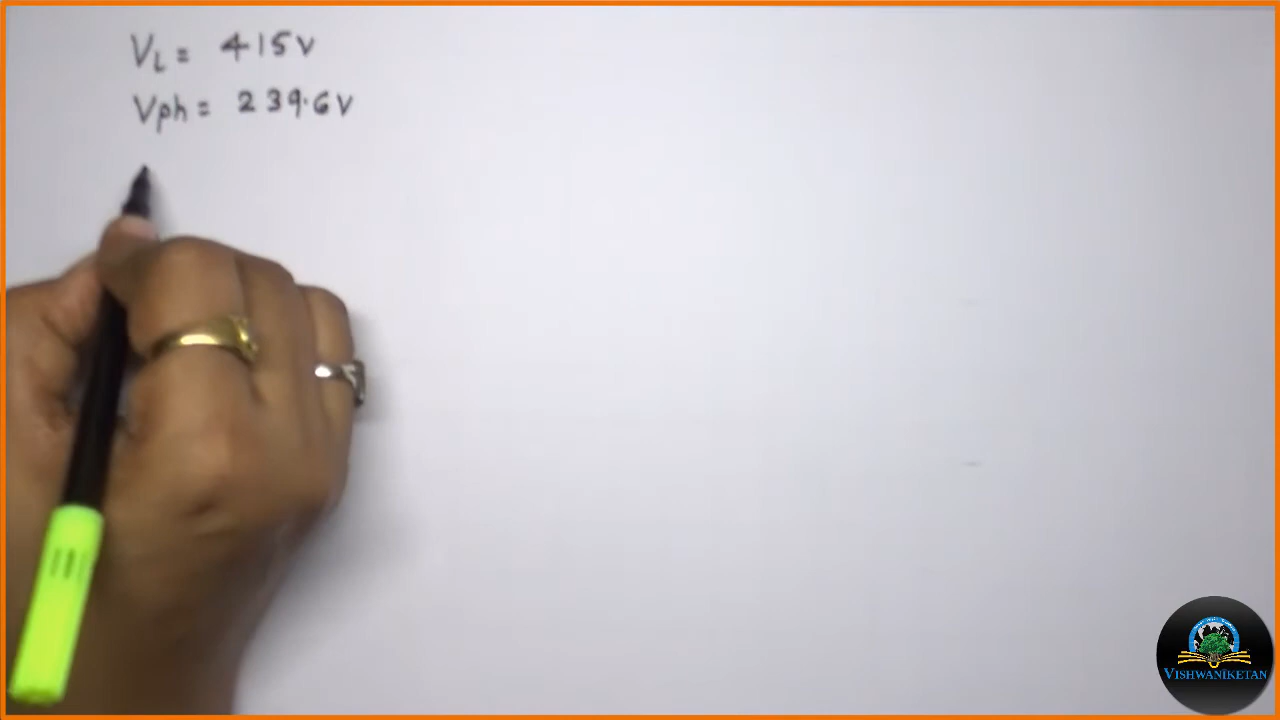 VL = 415V
Vph = 239.6V
VISHWANIKETAN